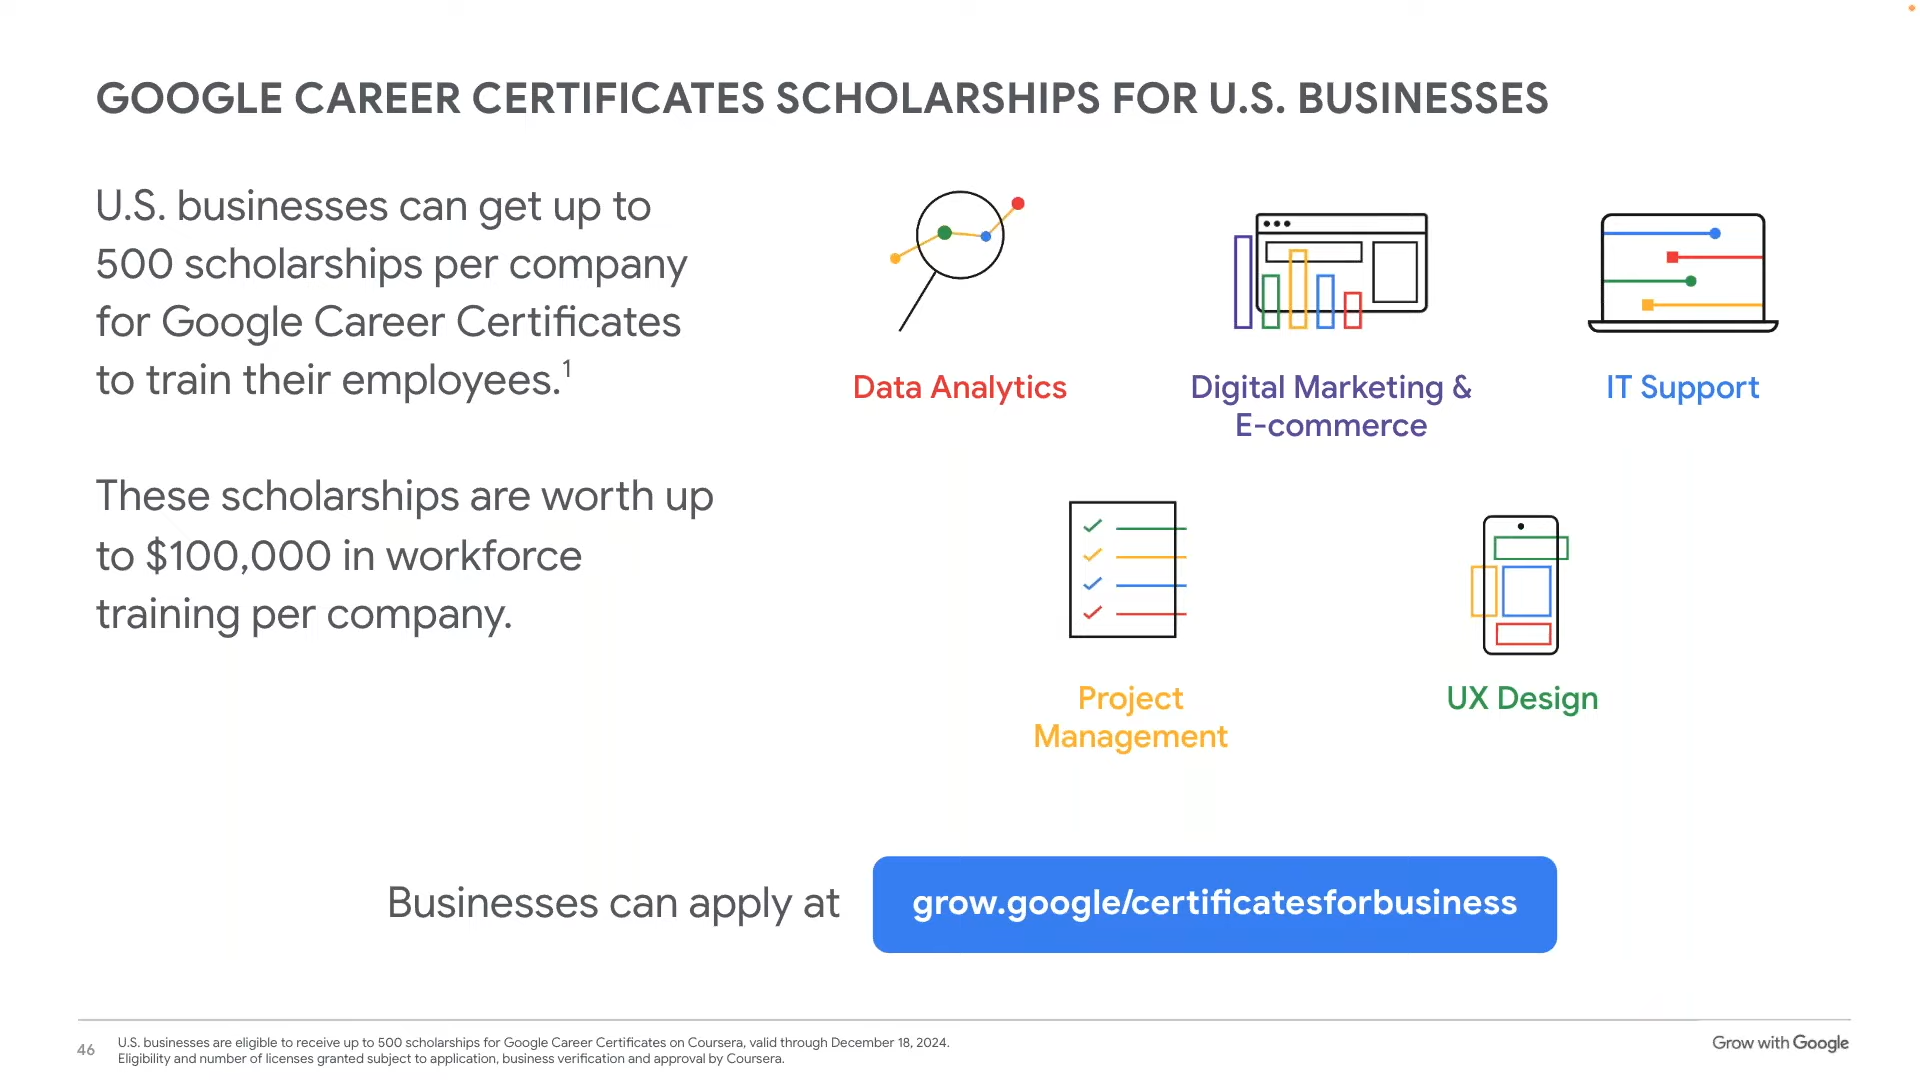 GOOGLE CAREER CERTIFICATES SCHOLARSHIPS FOR U.S. BUSINESSES
U.S. businesses can get up to
500 scholarships per company
for Google Career Certificates
to train their employees.¹
These scholarships are worth up
to $100,000 in workforce
training per company.
Data Analytics
Digital Marketing &
E-commerce
IT Support
Project
Management
UX Design
Businesses can apply at
grow.google/certificatesforbusiness
46
U.S. businesses are eligible to receive up to 500 scholarships for Google Career Certificates on Coursera, valid through December 18, 2024.
Eligibility and number of licenses granted subject to application, business verification and approval by Coursera.
Grow with Google